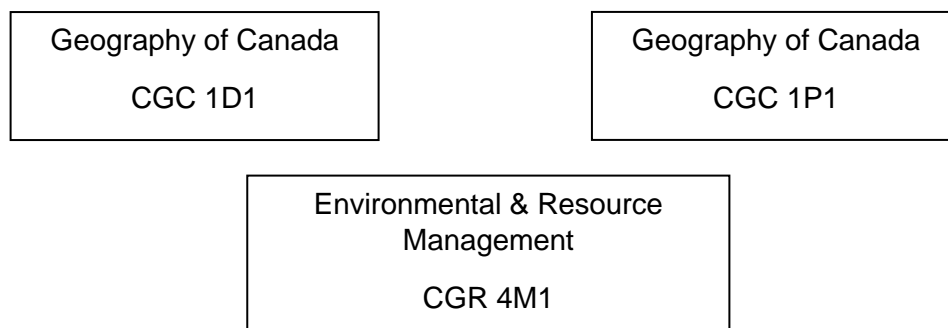 Geography of Canada
CGC 1D1
Geography of Canada
CGC 1P1
Environmental & Resource
Management
CGR 4M1